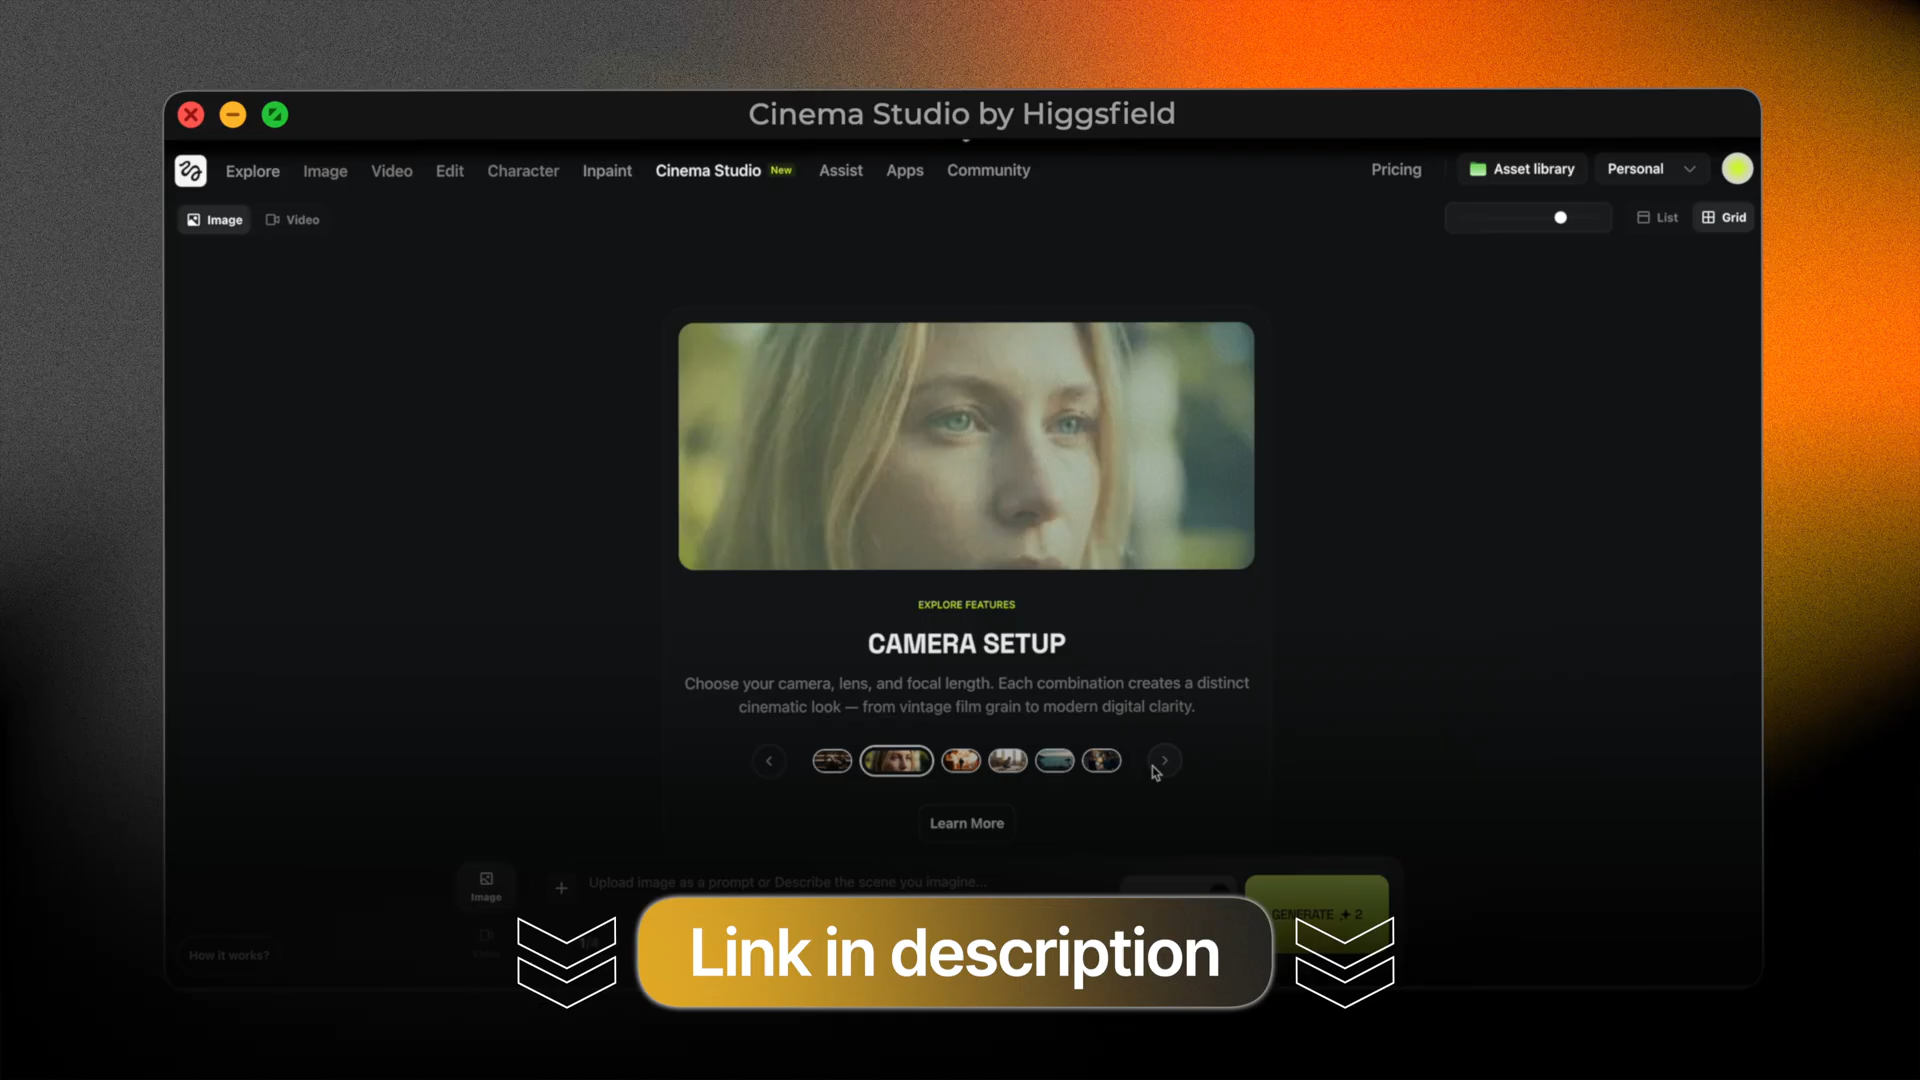 Cinema Studio by Higgsfield
Explore Image Video Edit Character Inpaint Cinema Studio New Assist Apps Community Pricing Asset library Personal
Image Video List Grid
EXPLORE FEATURES
CAMERA SETUP
Choose your camera, lens, and focal length. Each combination creates a distinct
cinematic look — from vintage film grain to modern digital clarity.
Learn More
Upload image as a prompt or Describe the scene you imagine...
Image
GENERATE 2
How it works?
Link in description